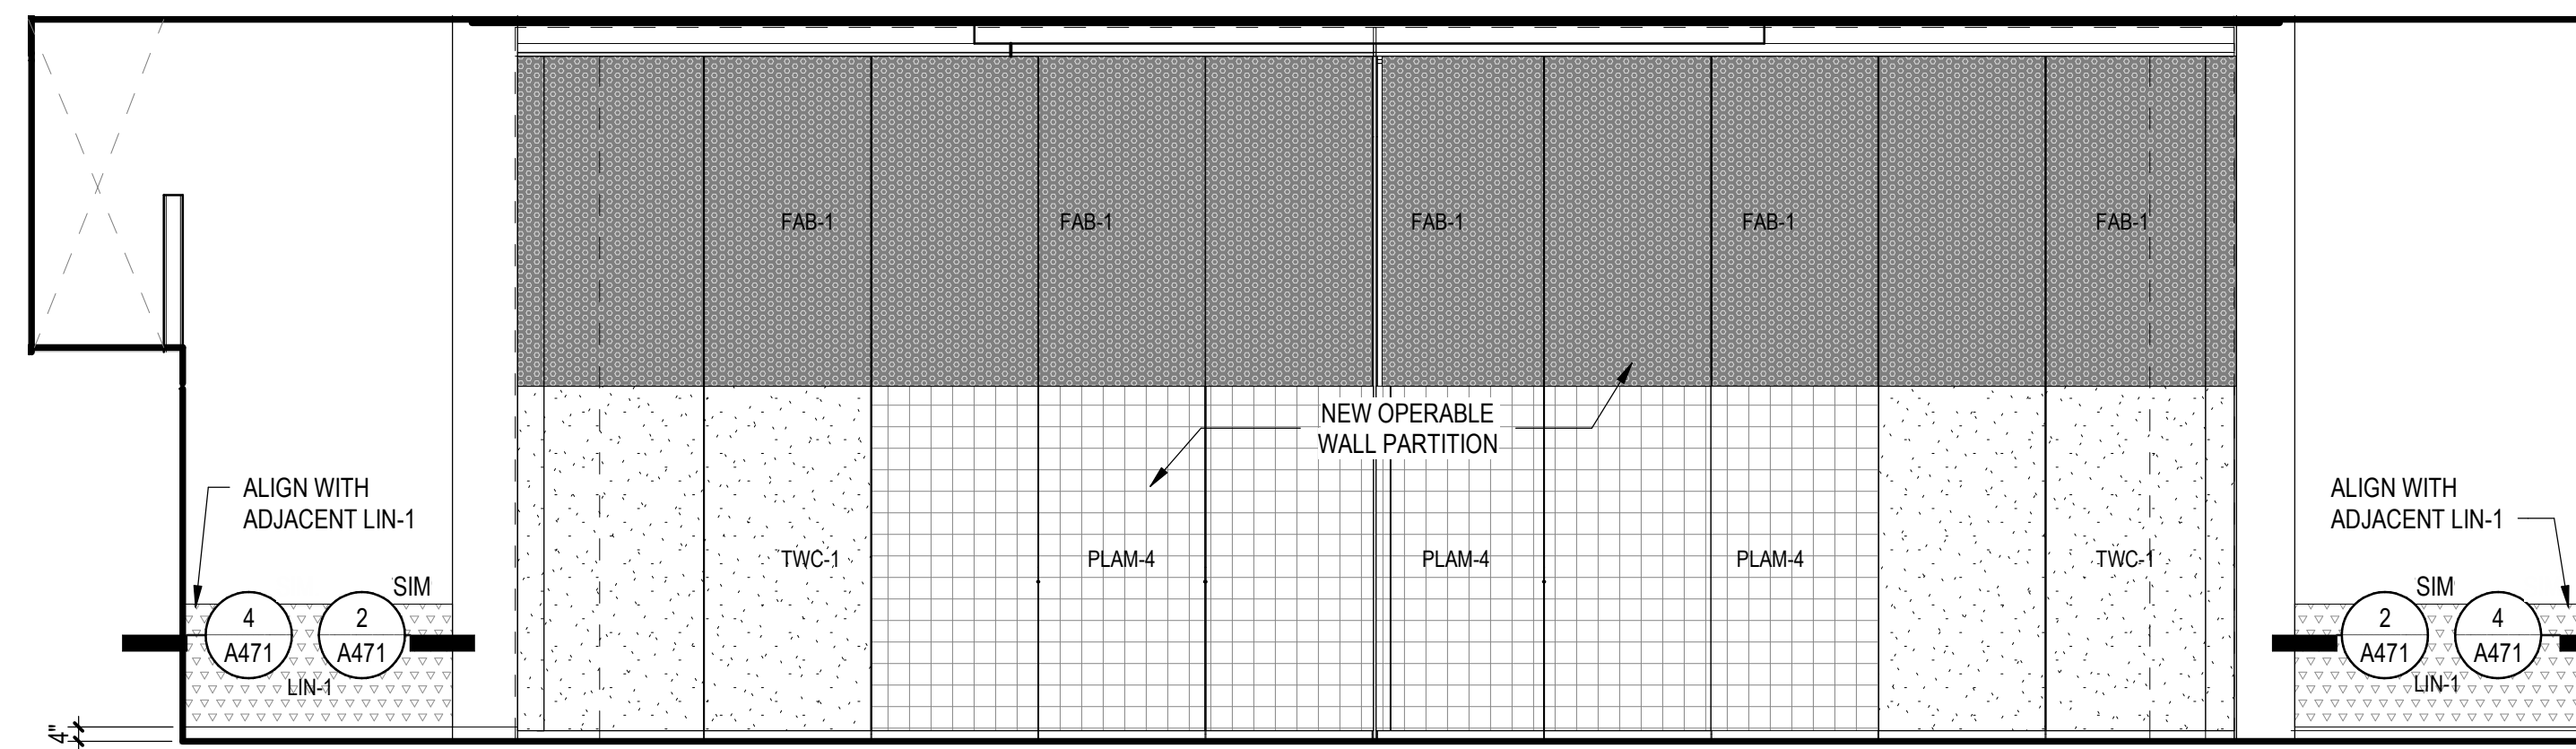 FAB-1 FAB-1 FAB-1 FAB-1 FAB-1
NEW OPERABLE
WALL PARTITION
ALIGN WITH
ADJACENT LIN-1
ALIGN WITH
ADJACENT LIN-1
TWC-1 PLAM-4 PLAM-4 PLAM-4 TWC-1
4
A471
2
A471
SIM
LIN-1
2
A471
SIM
4
A471
LIN-1
4"